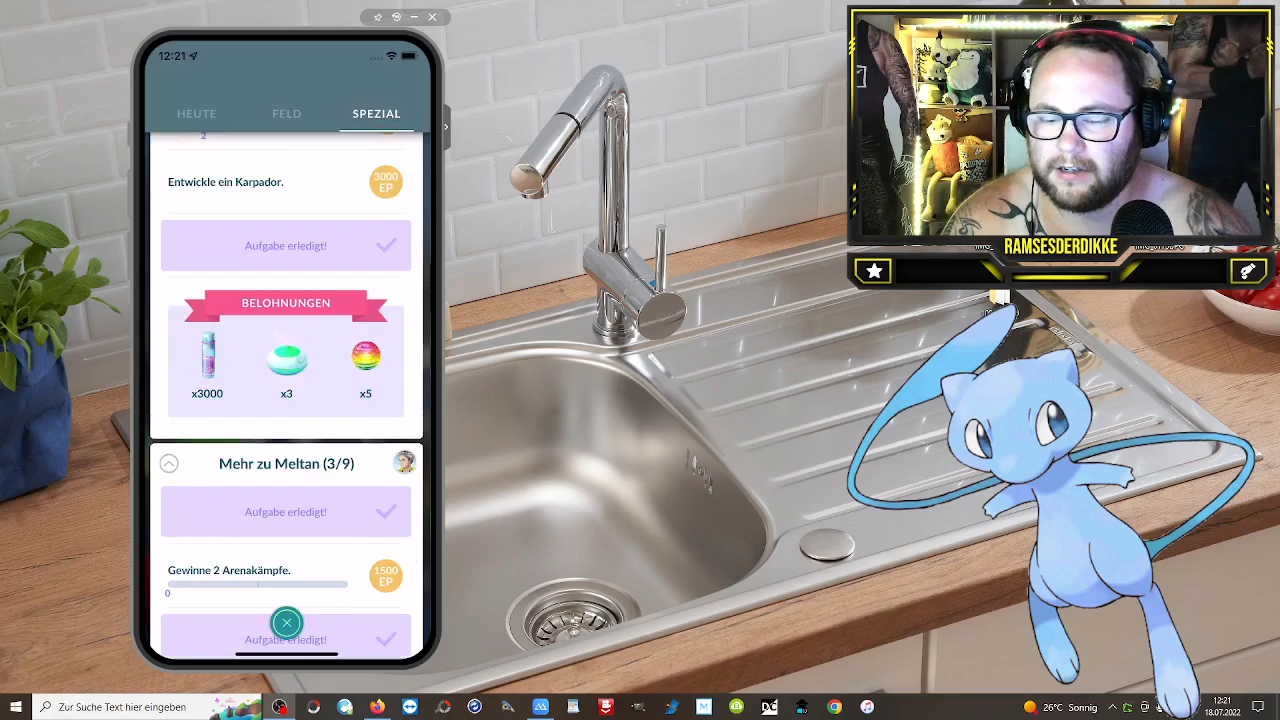 12:21
HEUTE FELD SPEZIAL
2
Entwickle ein Karpador.
3000
EP
Aufgabe erledigt!
BELOHNUNGEN
x3000 x3 x5
Mehr zu Meltan (3/9)
Aufgabe erledigt!
Gewinne 2 Arenakämpfe.
1500
EP
0
Aufgabe erledigt!
RAMSESDERDIKKE
Zur Suche Text hier eingeben
26°C Sonnig
12:21
18.07.2022